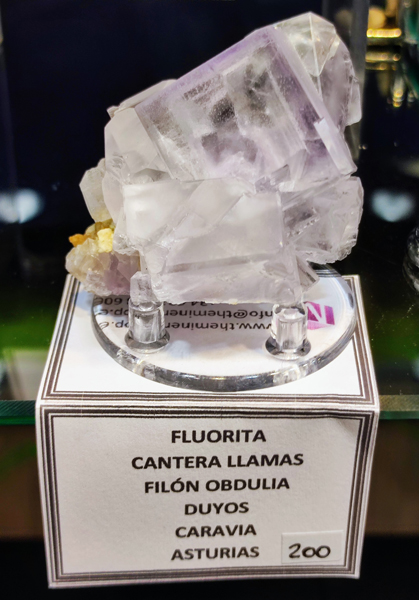 FLUORITA
CANTERA LLAMAS
FILÓN OBDULIA
DUYOS
CARAVIA
ASTURIAS 200